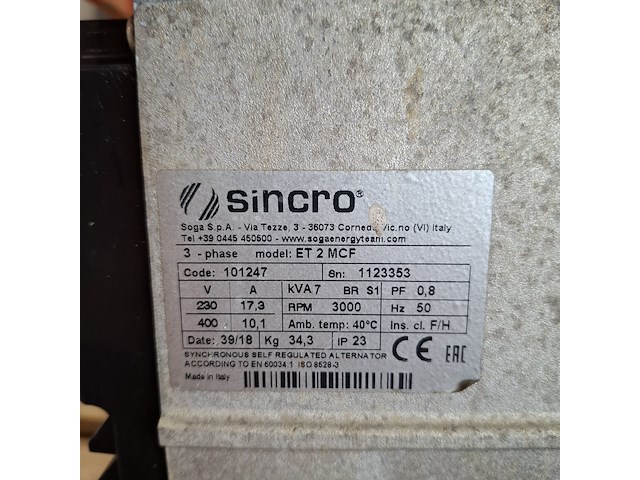 sincro®
Soga S.p.A. - Via Tezze, 3 - 36073 Cornedo Vic.no (VI) Italy
Tel +39 0445 450500 - www.sogaenergyteam.com
3 - phase model: ET 2 MCF
Code: 101247 Sn: 1123353
V A kVA 7 BR S1 PF 0,8
230 17,3 RPM 3000 Hz 50
400 10,1 Amb. temp: 40°C Ins. cl. F/H
Date: 39/18 Kg 34,3 IP 23 CE EAC
SYNCHRONOUS SELF REGULATED ALTERNATOR
ACCORDING TO EN 60034.1 ISO 8528-3
Made in Italy